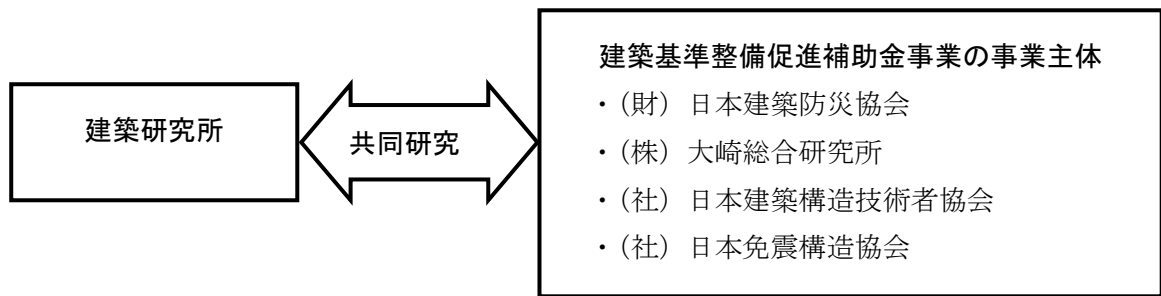 建築研究所
共同研究
建築基準整備促進補助金事業の事業主体
・(財) 日本建築防災協会
・(株) 大崎総合研究所
・(社) 日本建築構造技術者協会
・(社) 日本免震構造協会